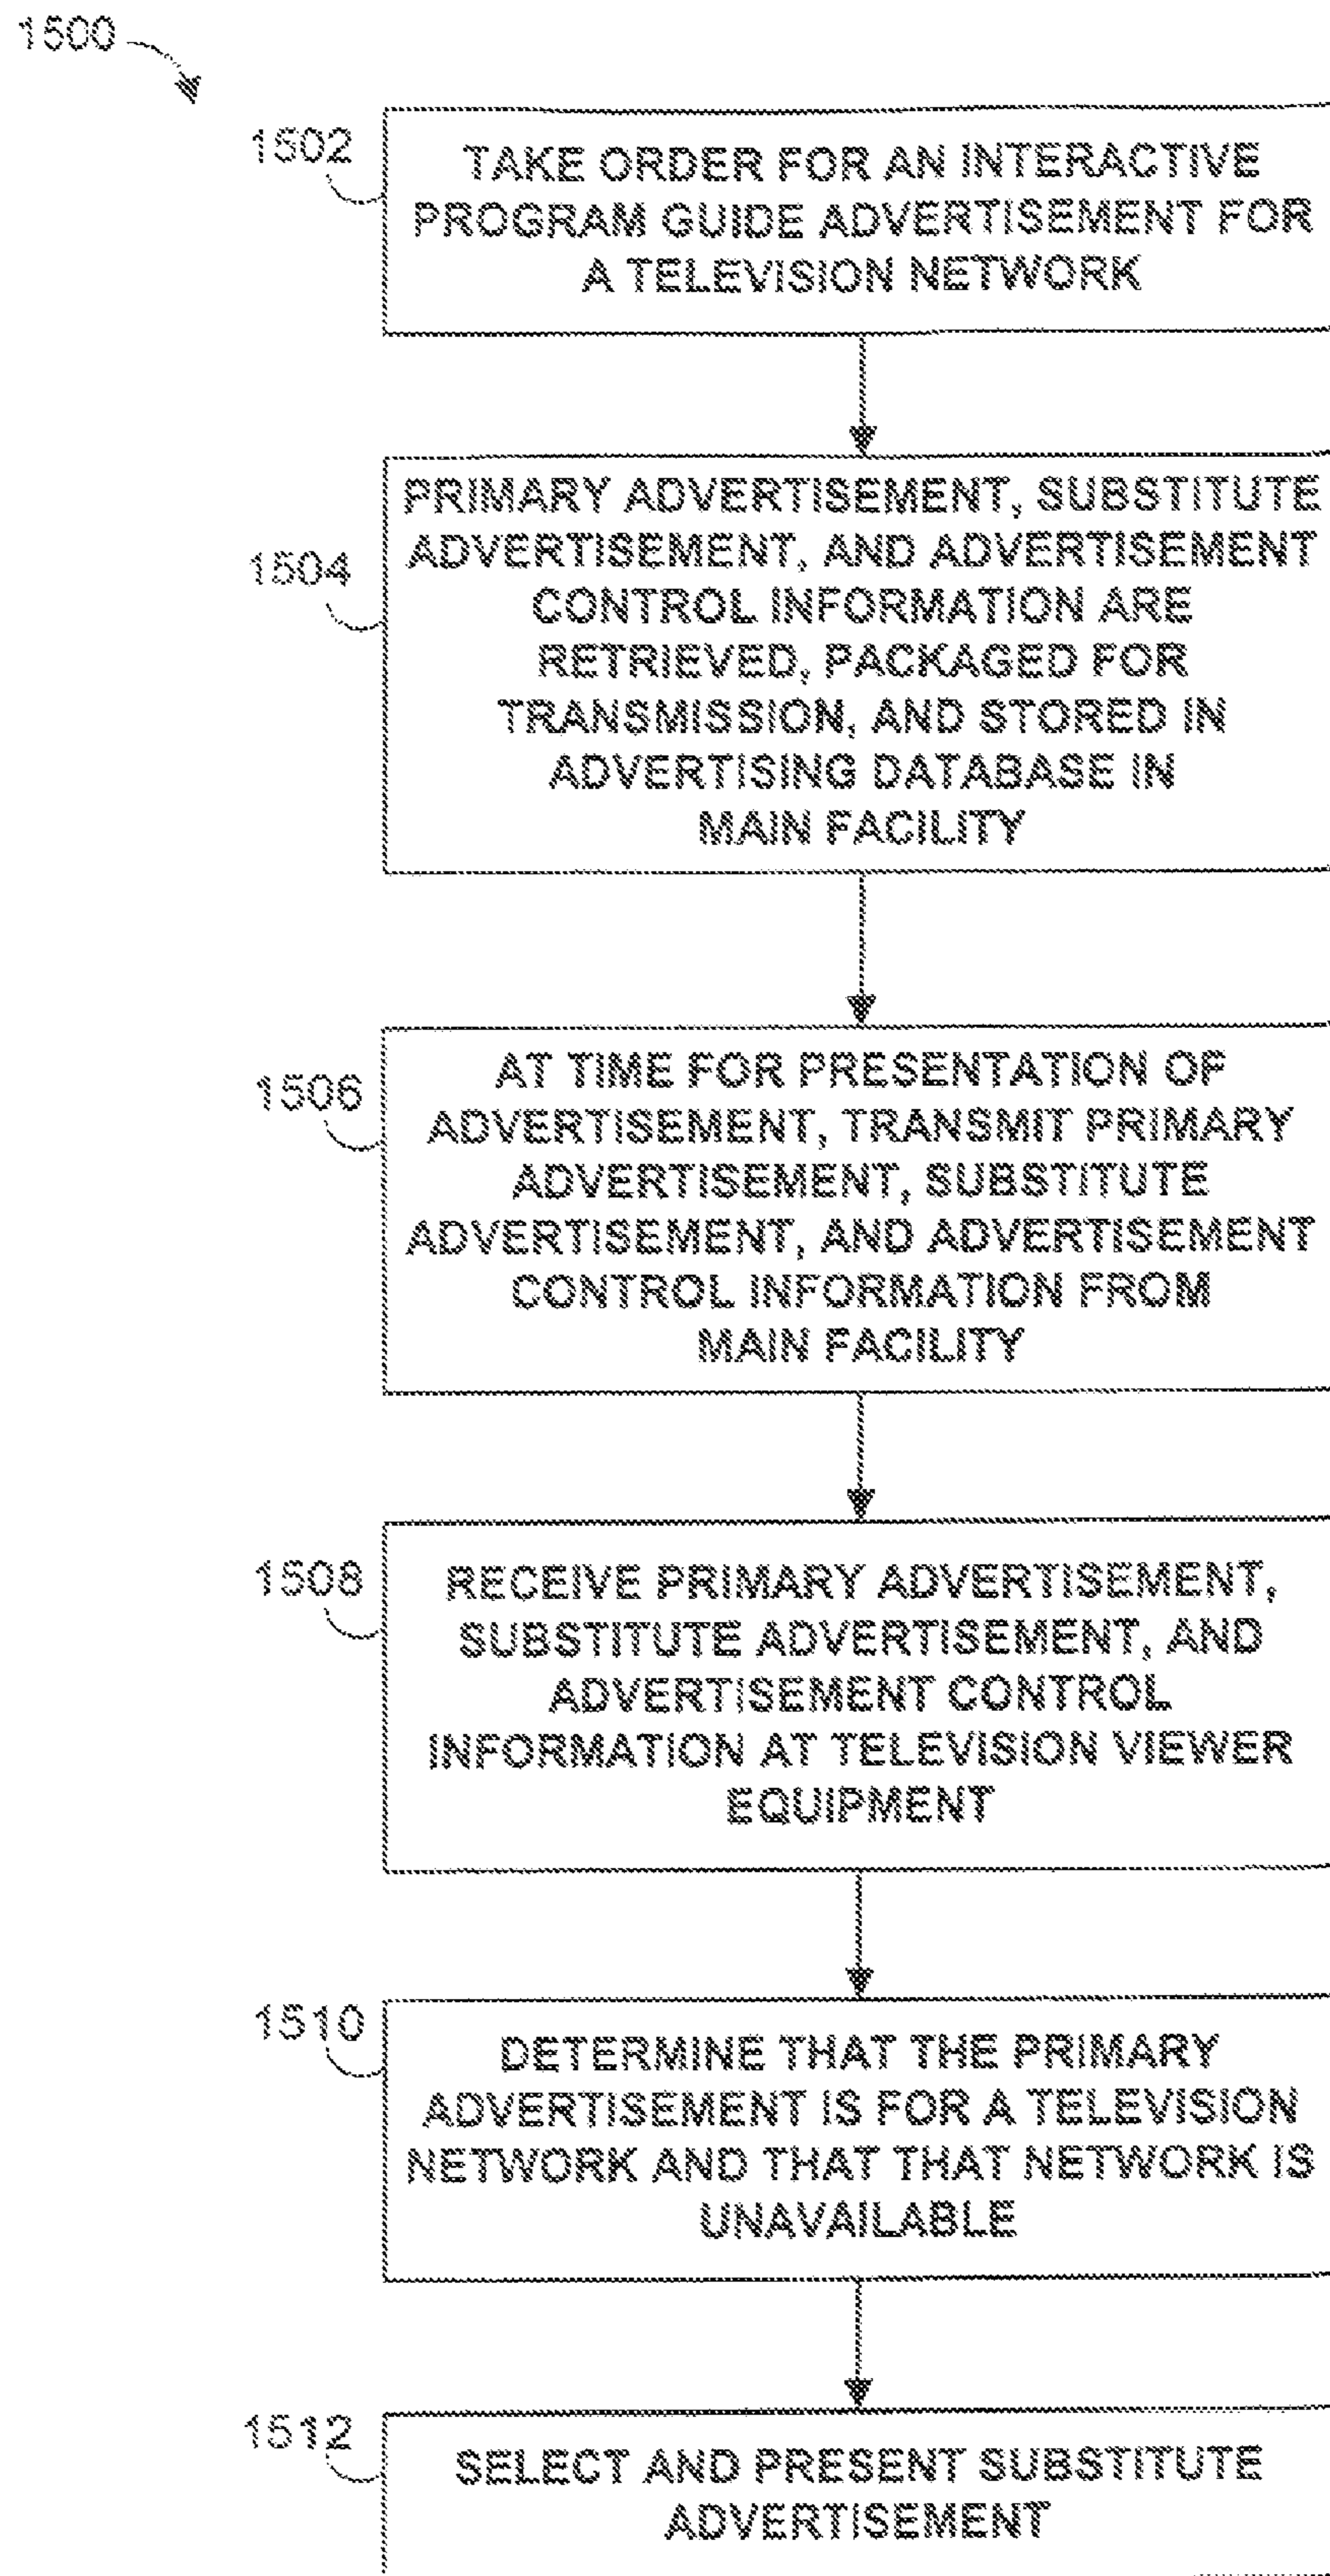 1500
1502
TAKE ORDER FOR AN INTERACTIVE
PROGRAM GUIDE ADVERTISEMENT FOR
A TELEVISION NETWORK
1504
PRIMARY ADVERTISEMENT, SUBSTITUTE
ADVERTISEMENT, AND ADVERTISEMENT
CONTROL INFORMATION ARE
RETRIEVED, PACKAGED FOR
TRANSMISSION, AND STORED IN
ADVERTISING DATABASE IN
MAIN FACILITY
1506
AT TIME FOR PRESENTATION OF
ADVERTISEMENT, TRANSMIT PRIMARY
ADVERTISEMENT, SUBSTITUTE
ADVERTISEMENT, AND ADVERTISEMENT
CONTROL INFORMATION FROM
MAIN FACILITY
1508
RECEIVE PRIMARY ADVERTISEMENT,
SUBSTITUTE ADVERTISEMENT, AND
ADVERTISEMENT CONTROL
INFORMATION AT TELEVISION VIEWER
EQUIPMENT
1510
DETERMINE THAT THE PRIMARY
ADVERTISEMENT IS FOR A TELEVISION
NETWORK AND THAT THAT NETWORK IS
UNAVAILABLE
1512
SELECT AND PRESENT SUBSTITUTE
ADVERTISEMENT